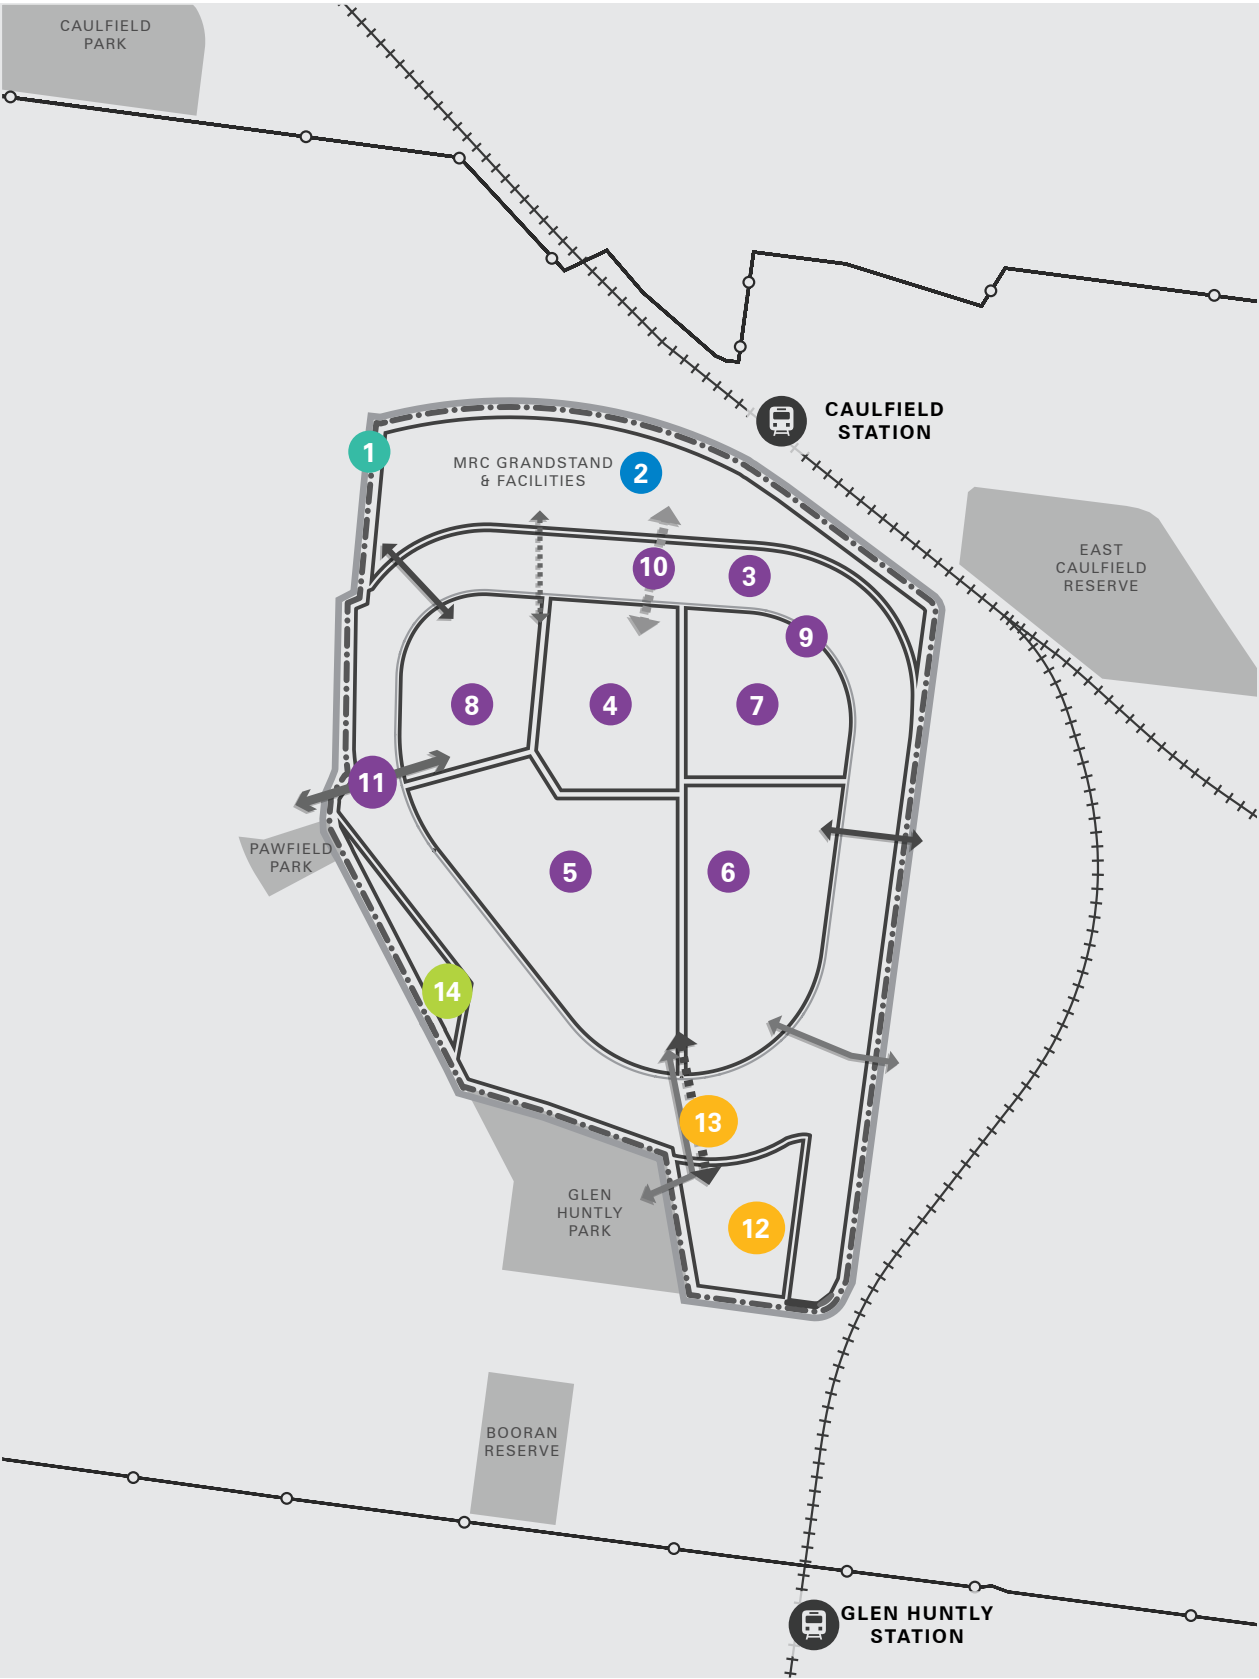 CAULFIELD
PARK
CAULFIELD
STATION
1
MRC GRANDSTAND
& FACILITIES
2
EAST
CAULFIELD
RESERVE
10
3
9
8
4
7
11
PAWFIELD
PARK
5
6
14
13
GLEN
HUNTLY
PARK
12
BOORAN
RESERVE
GLEN HUNTLY
STATION